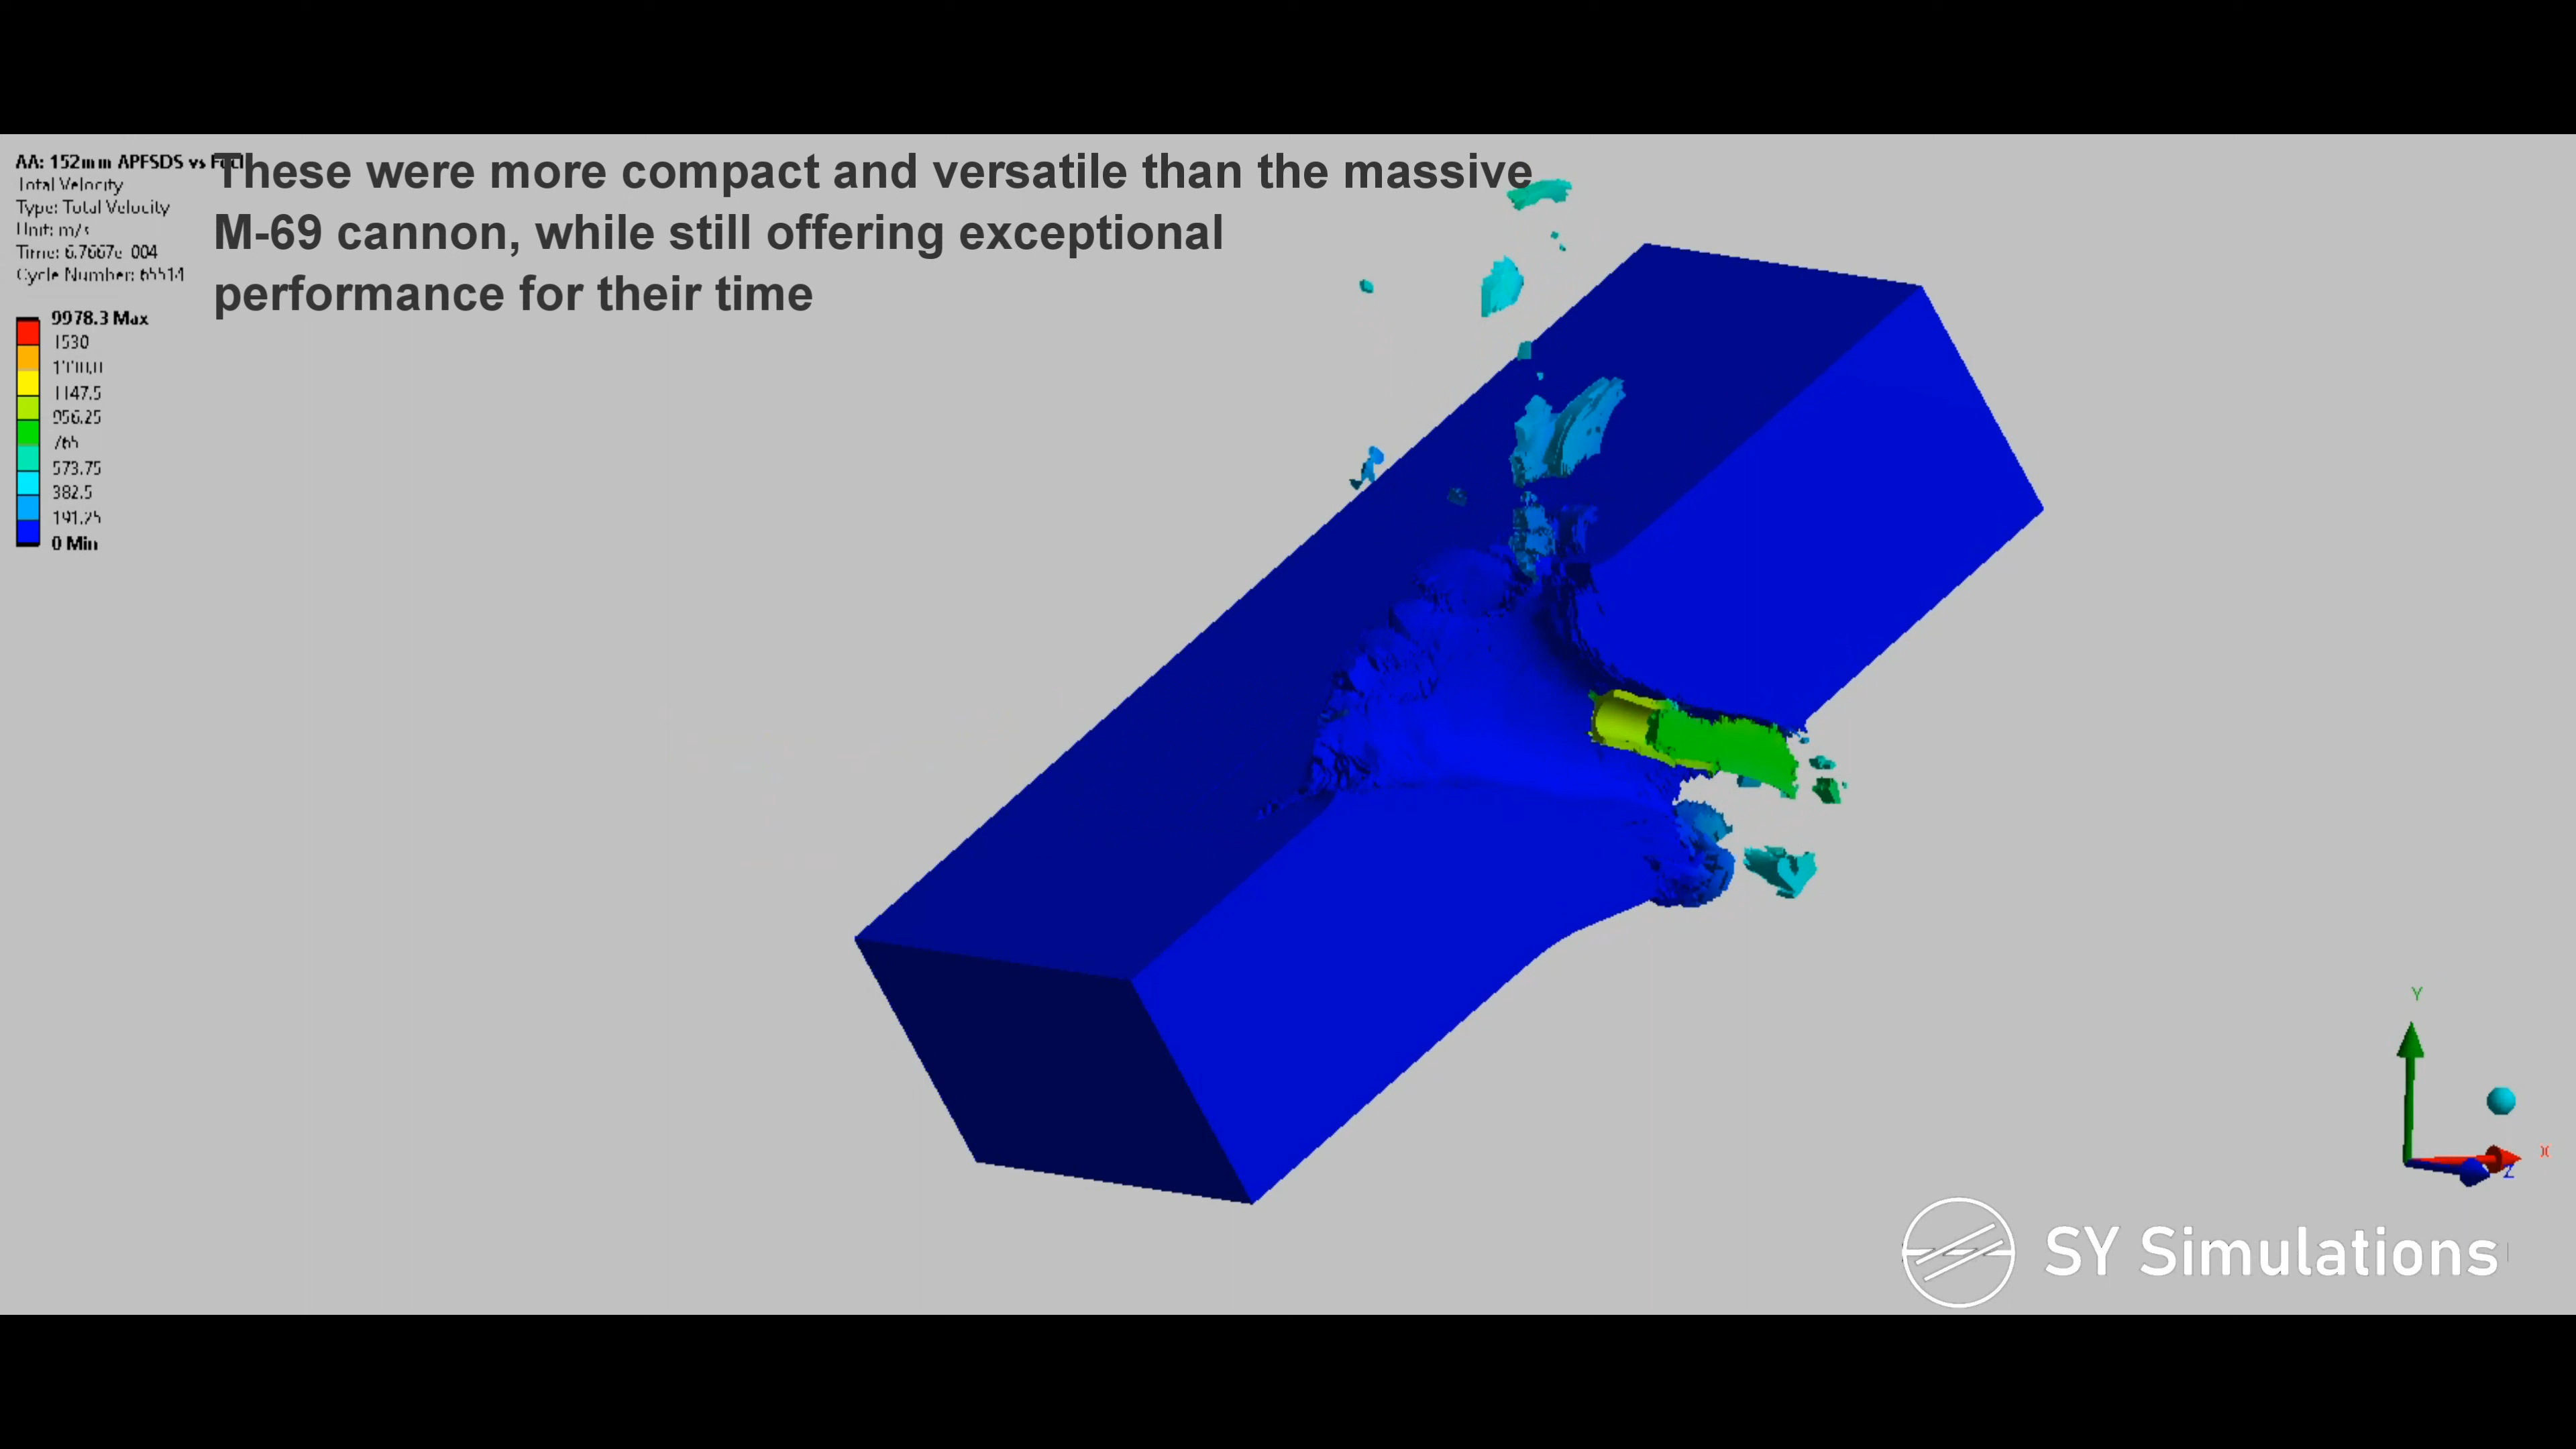 AA: 152mm APFSDS vs
These were more compact and versatile than the massive
M-69 cannon, while still offering exceptional
performance for their time
Total Velocity
Type: Total Velocity
Unit: m/s
Time: 6.7667e-004
Cycle Number: 65514
9978.3 Max
1530
1147.5
956.25
765
573.75
382.5
191.25
0 Min
Y
X
Z
SY Simulations